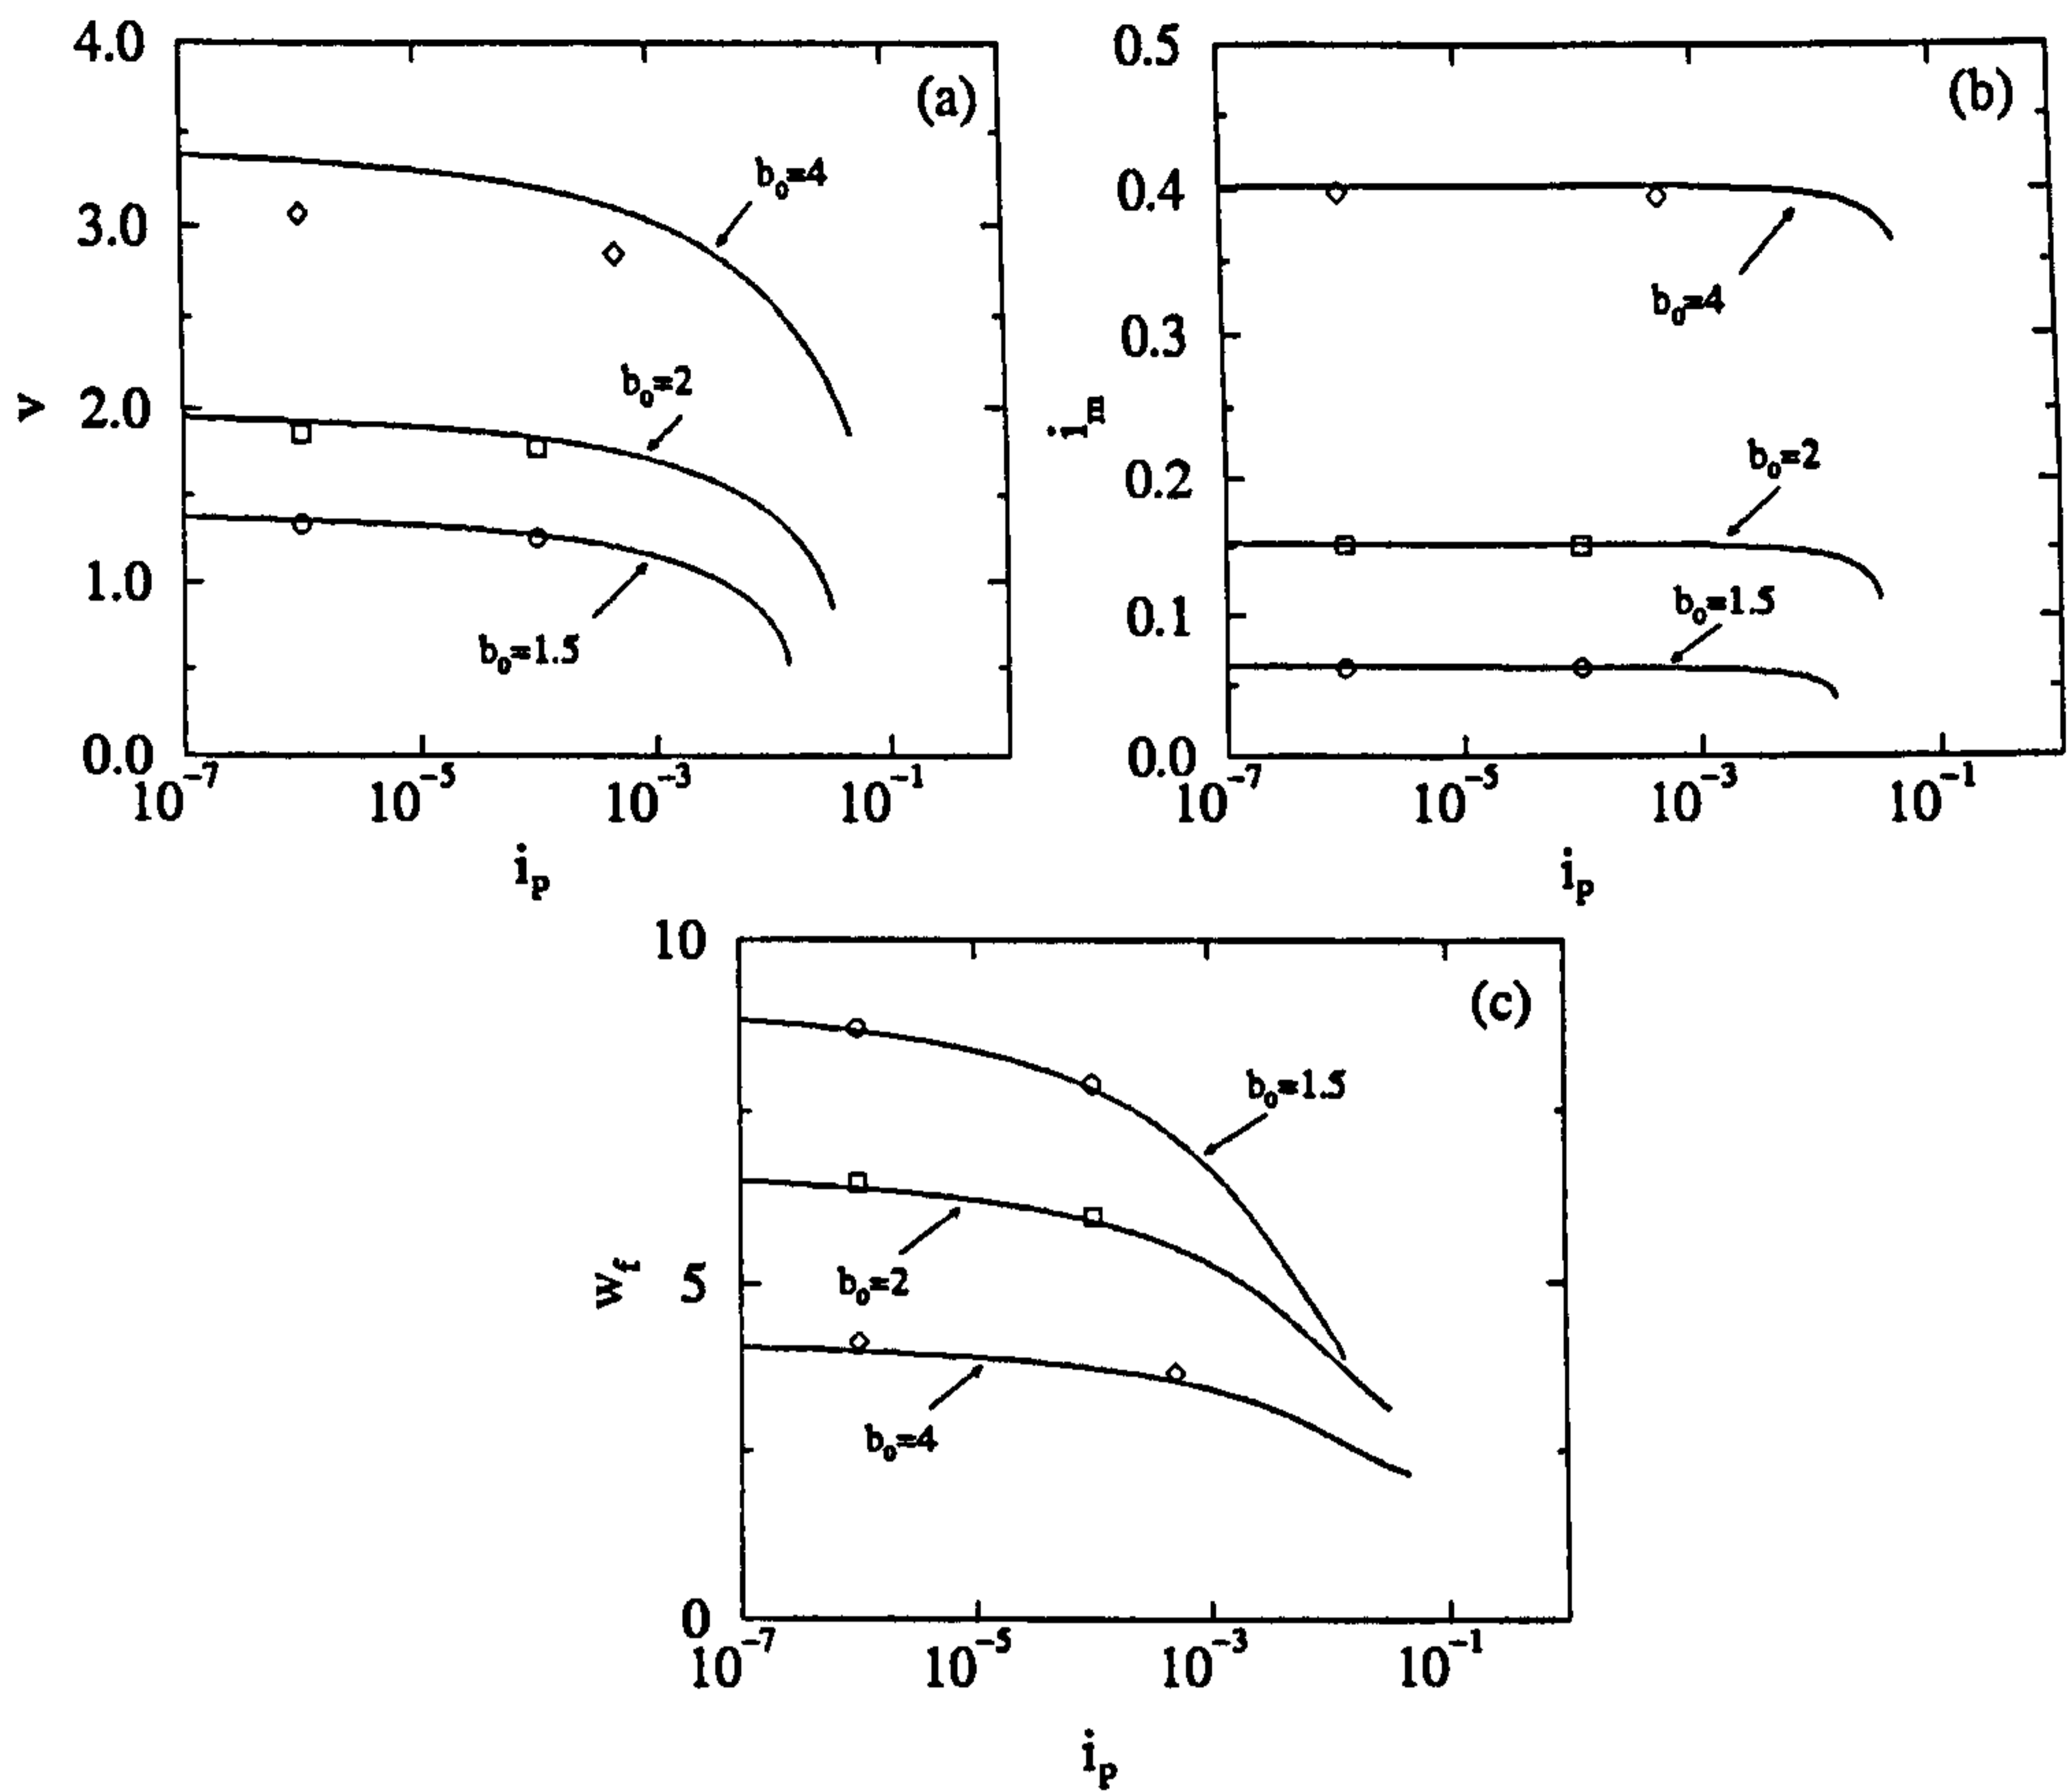 (a)
4.0
3.0
2.0
1.0
0.0
v
b₀=4
b₀=2
b₀=1.5
10⁻⁷ 10⁻⁵ 10⁻³ 10⁻¹
iₚ
(b)
0.5
0.4
0.3
0.2
0.1
0.0
iₘ
b₀=4
b₀=2
b₀=1.5
10⁻⁷ 10⁻⁵ 10⁻³ 10⁻¹
iₚ
(c)
10
5
0
w_f
b₀=1.5
b₀=2
b₀=4
10⁻⁷ 10⁻⁵ 10⁻³ 10⁻¹
iₚ